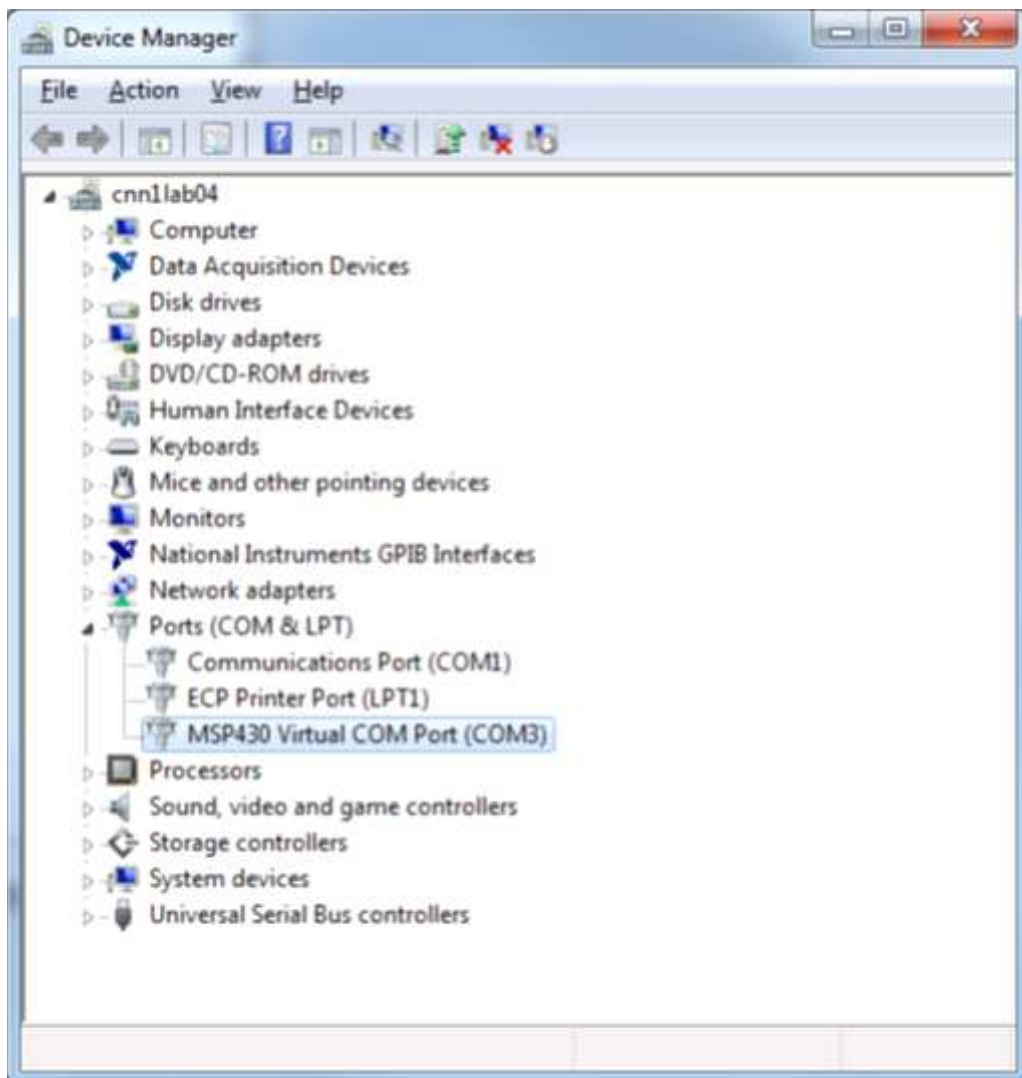 Device Manager
File Action View Help
cnn1lab04
Computer
Data Acquisition Devices
Disk drives
Display adapters
DVD/CD-ROM drives
Human Interface Devices
Keyboards
Mice and other pointing devices
Monitors
National Instruments GPIB Interfaces
Network adapters
Ports (COM & LPT)
Communications Port (COM1)
ECP Printer Port (LPT1)
MSP430 Virtual COM Port (COM3)
Processors
Sound, video and game controllers
Storage controllers
System devices
Universal Serial Bus controllers